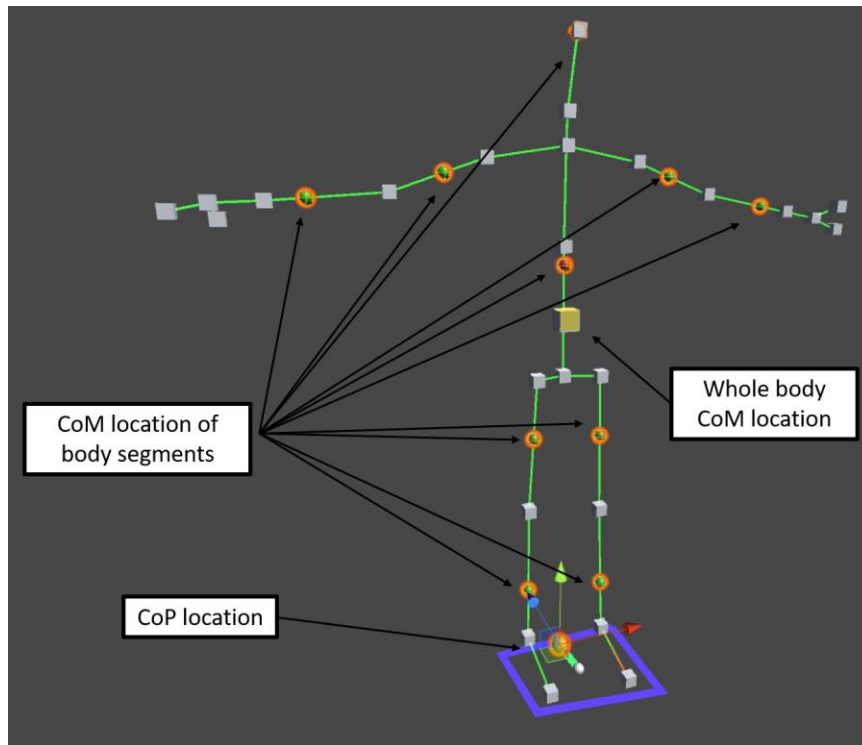 Whole body
CoM location
CoM location of
body segments
CoP location